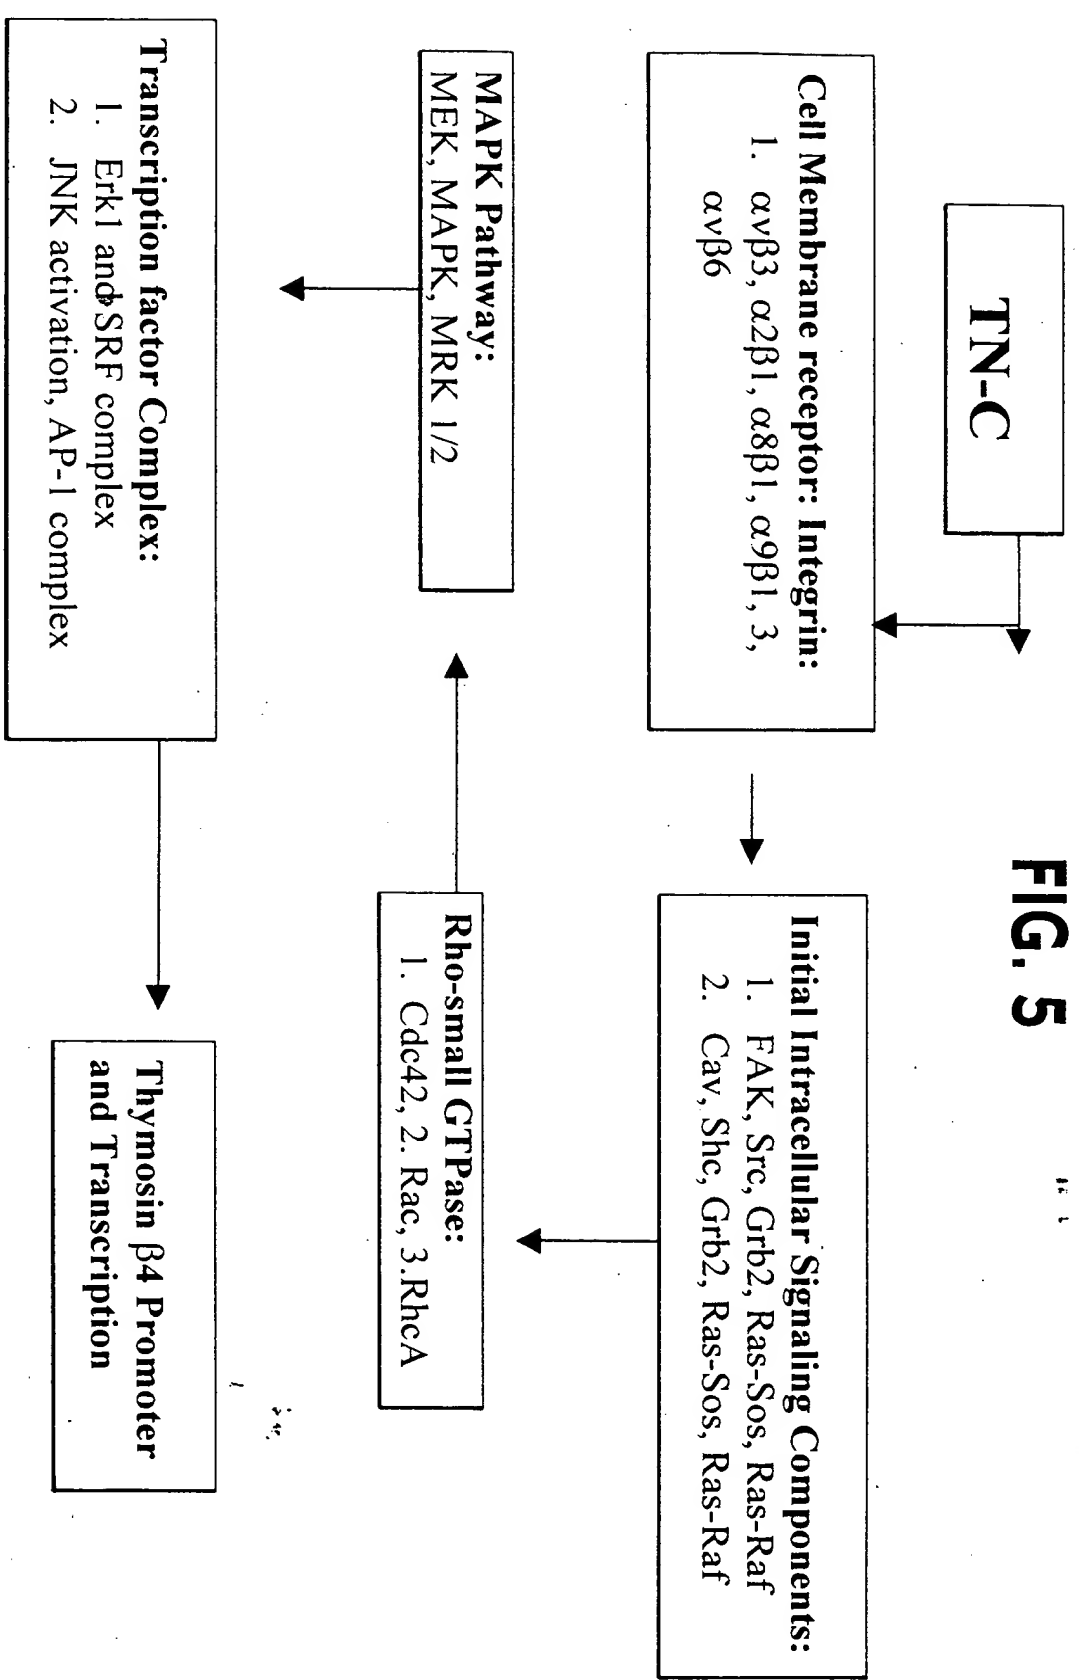 FIG. 5
TN-C
Cell Membrane receptor: Integrin:
1. αvβ3, α2β1, α8β1, α9β1, 3,
αvβ6
Initial Intracellular Signaling Components:
1. FAK, Src, Grb2, Ras-Sos, Ras-Raf
2. Cav, Shc, Grb2, Ras-Sos, Ras-Raf
Rho-small GTPase:
1. Cdc42, 2. Rac, 3.RhcA
MAPK Pathway:
MEK, MAPK, MRK 1/2
Transcription factor Complex:
1. Erk1 and SRF complex
2. JNK activation, AP-1 complex
Thymosin β4 Promoter
and Transcription